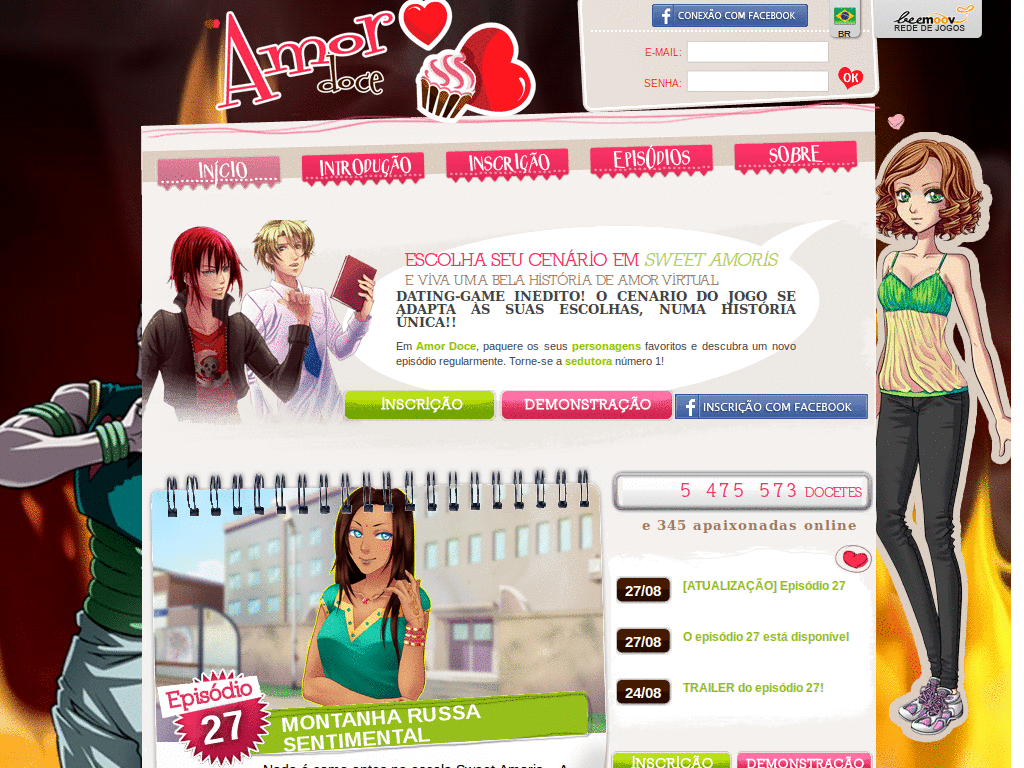 Amor
doce
CONEXÃO COM FACEBOOK
BR
beemoov
REDE DE JOGOS
E-MAIL:
SENHA:
OK
INÍCIO
INTRODUÇÃO
INSCRIÇÃO
EPISÓDIOS
SOBRE
ESCOLHA SEU CENÁRIO EM SWEET AMORIS
E VIVA UMA BELA HISTÓRIA DE AMOR VIRTUAL
DATING-GAME INEDITO! O CENARIO DO JOGO SE
ADAPTA AS SUAS ESCOLHAS, NUMA HISTÓRIA
ÚNICA!!
Em Amor Doce, paquere os seus personagens favoritos e descubra um novo
episódio regularmente. Torne-se a sedutora número 1!
INSCRIÇÃO
DEMONSTRAÇÃO
INSCRIÇÃO COM FACEBOOK
5 475 573 DOCETES
e 345 apaixonadas online
27/08 [ATUALIZAÇÃO] Episódio 27
27/08 O episódio 27 está disponível
24/08 TRAILER do episódio 27!
Episódio
27
MONTANHA RUSSA
SENTIMENTAL
INSCRIÇÃO
DEMONSTRAÇÃO
Nada é como antes na escola Sweet Amoris... A